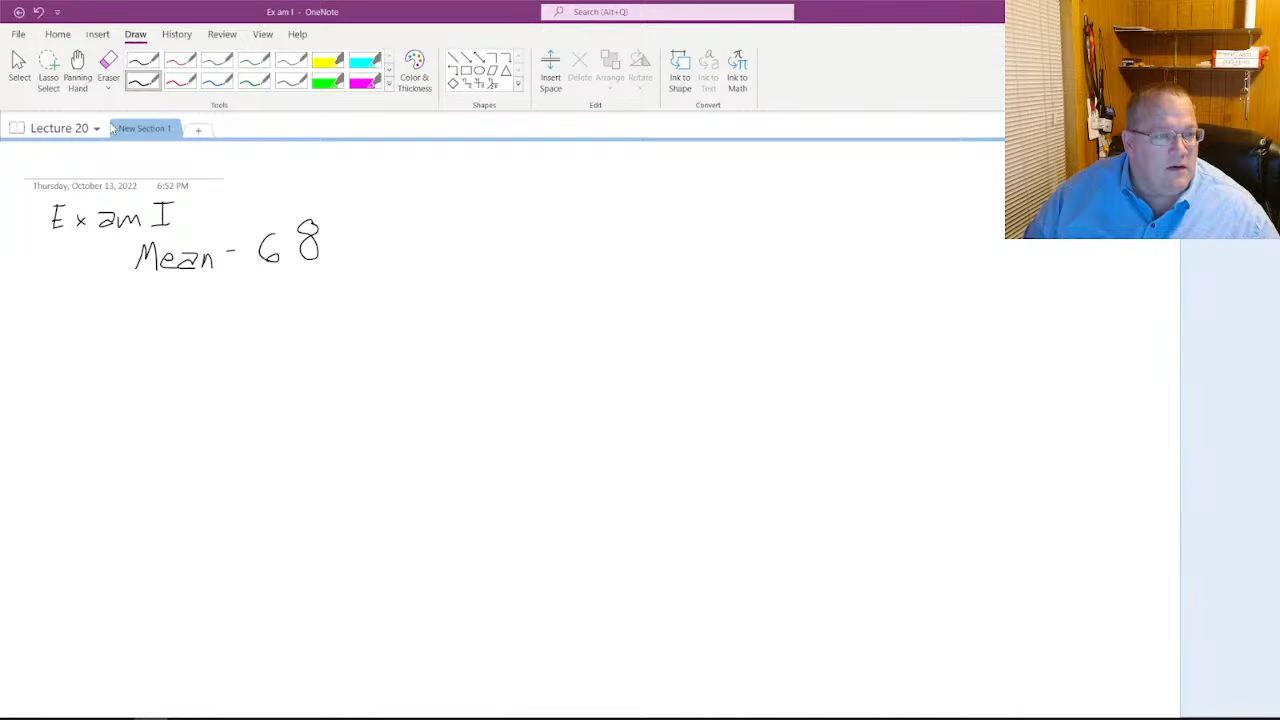 Ex am I - OneNote
Search (Alt+Q)
File Home Insert Draw History Review View Help
Select
Lasso Select
Panning Hand
Eraser
Color & Thickness
Insert Space
Delete
Arrange
Rotate
Ink to Shape
Ink to Text
Ink to Math
Tools Shapes Edit Convert
Lecture 20
New Section 1
Thursday, October 13, 2022 6:52 PM
Exam I
Mean - 68